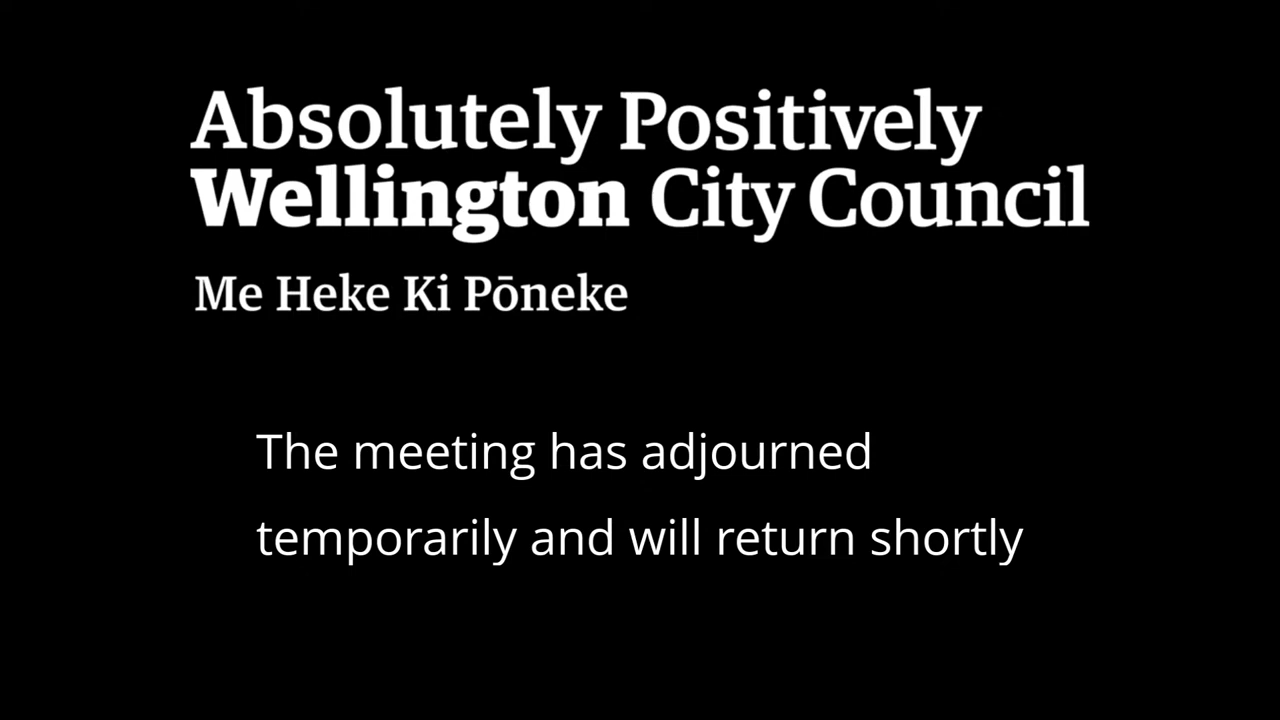 Absolutely Positively
Wellington City Council
Me Heke Ki Pōneke
The meeting has adjourned
temporarily and will return shortly